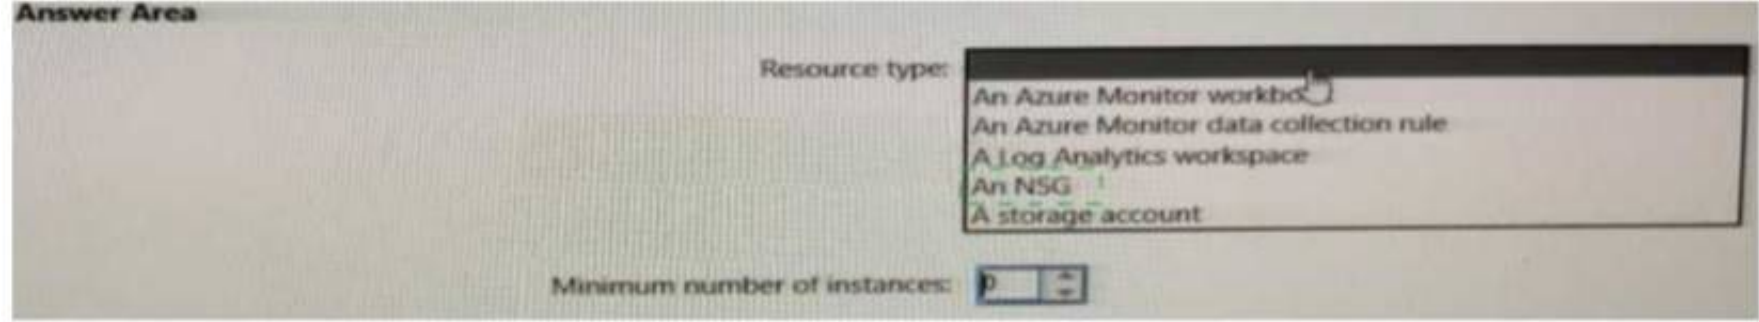 Answer Area
Resource type:
An Azure Monitor
An Azure Monitor data collection rule
A Log Analytics workspace
An NSG
A storage account
Minimum number of instances: